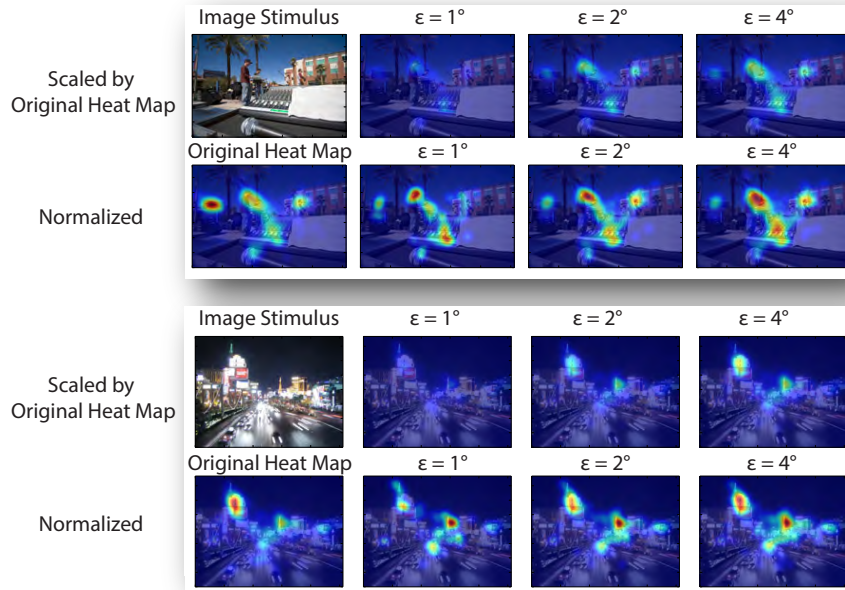 Image Stimulus ε = 1° ε = 2° ε = 4°
Scaled by
Original Heat Map
Original Heat Map ε = 1° ε = 2° ε = 4°
Normalized
Image Stimulus ε = 1° ε = 2° ε = 4°
Scaled by
Original Heat Map
Original Heat Map ε = 1° ε = 2° ε = 4°
Normalized